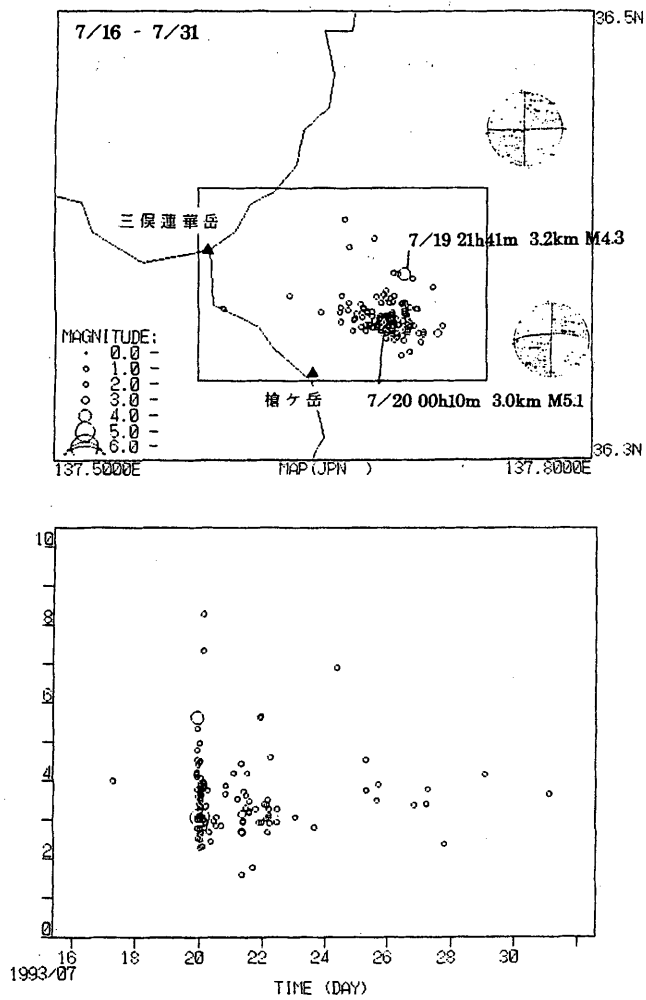 7/16 - 7/31
36.5N
三俣蓮華岳
7/19 21h41m 3.2km M4.3
MAGNITUDE:
0.0 -
1.0 -
2.0 -
3.0 -
4.0 -
5.0 -
6.0 -
槍ヶ岳
7/20 00h10m 3.0km M5.1
36.3N
137.5000E
MAP(JPN )
137.8000E
10
8
6
4
2
0
16 18 20 22 24 26 28 30
1993/07
TIME (DAY)